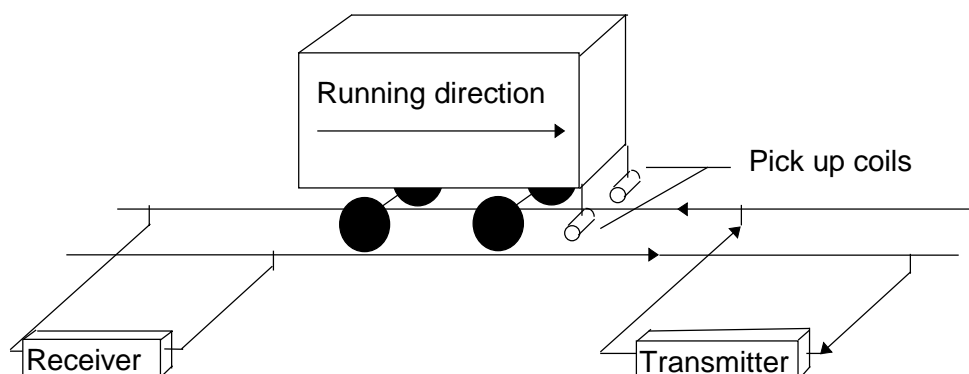 Running direction
Pick up coils
Receiver
Transmitter